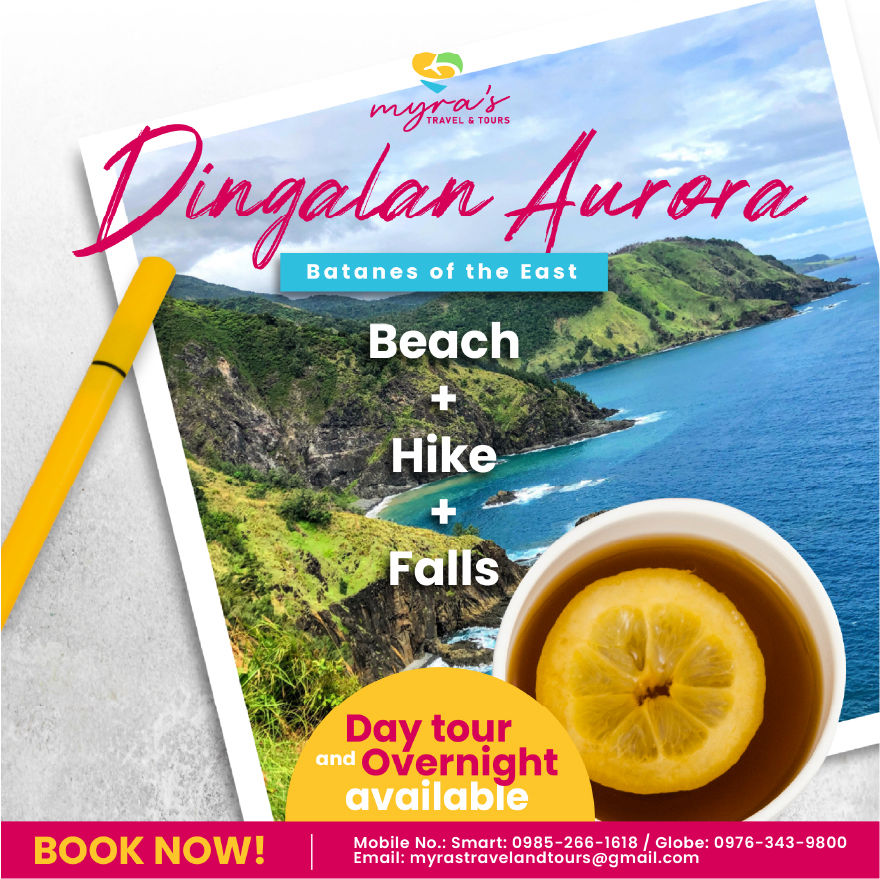 myra's
TRAVEL & TOURS
Dingalan Aurora
Batanes of the East
Beach
+
Hike
+
Falls
Day tour
and Overnight
available
BOOK NOW!
Mobile No.: Smart: 0985-266-1618 / Globe: 0976-343-9800
Email: myrastravelandtours@gmail.com